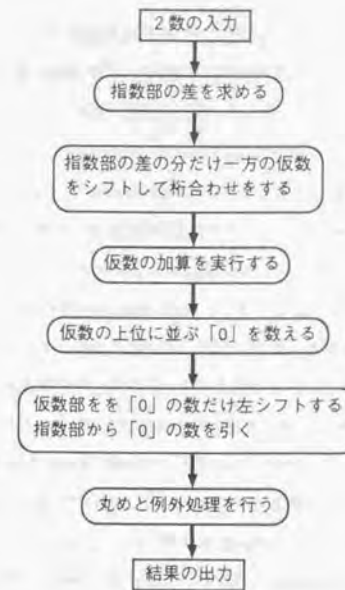 2数の入力
指数部の差を求める
指数部の差の分だけ一方の仮数
をシフトして桁合わせをする
仮数の加算を実行する
仮数の上位に並ぶ「0」を数える
仮数部をを「0」の数だけ左シフトする
指数部から「0」の数を引く
丸めと例外処理を行う
結果の出力